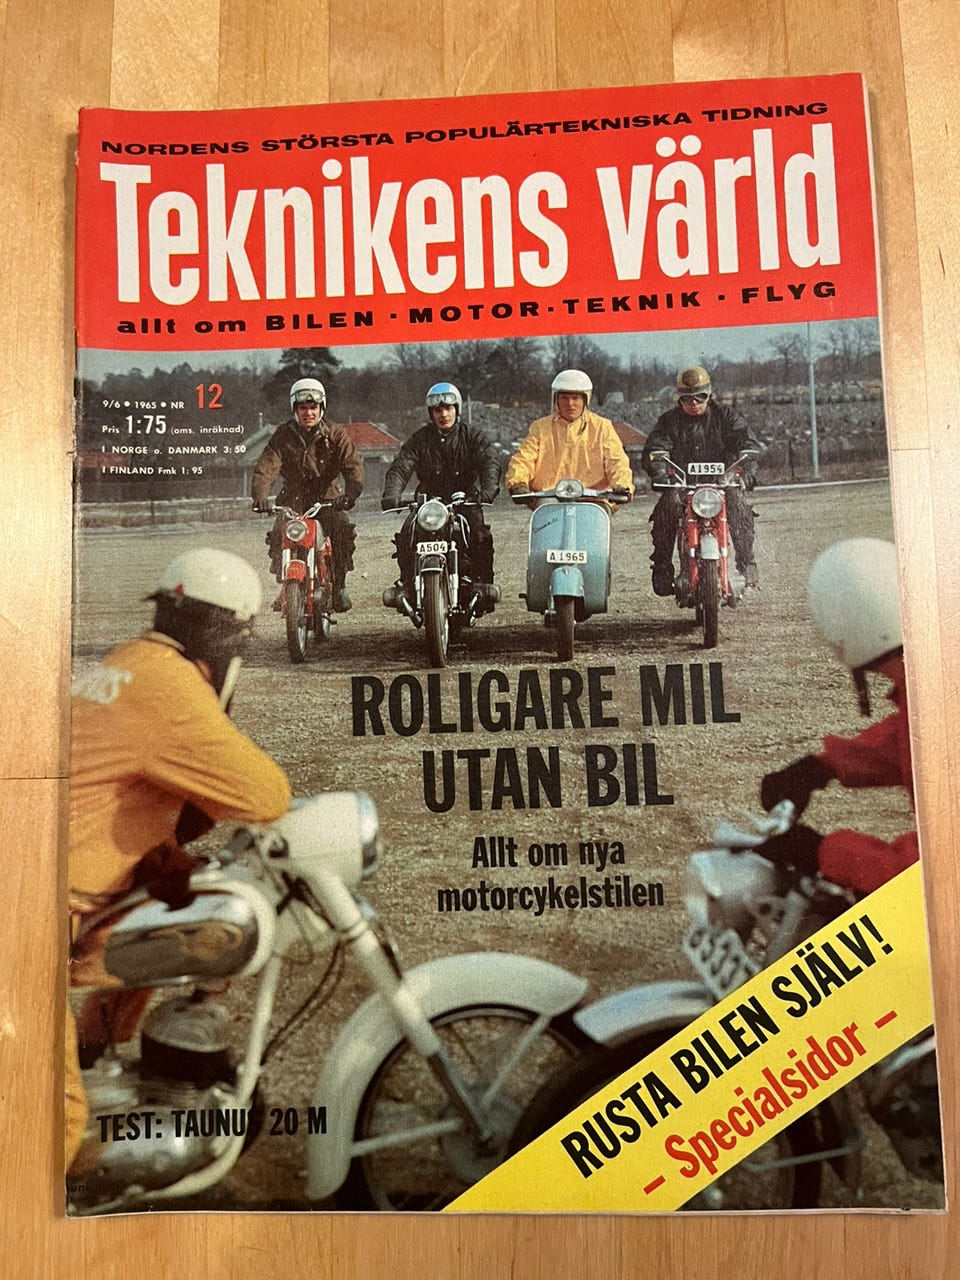 NORDENS STÖRSTA POPULÄRTEKNISKA TIDNING
Teknikens värld
allt om BILEN · MOTOR · TEKNIK · FLYG
9/6 • 1965 • NR 12
Pris 1:75 (oms. inräknad)
I NORGE o. DANMARK 3:50
I FINLAND Fmk 1:95
A1954
A504
A1965
ROLIGARE MIL
UTAN BIL
Allt om nya
motorcykelstilen
RUSTA BILEN SJÄLV!
– Specialsidor –
TEST: TAUNUS 20 M